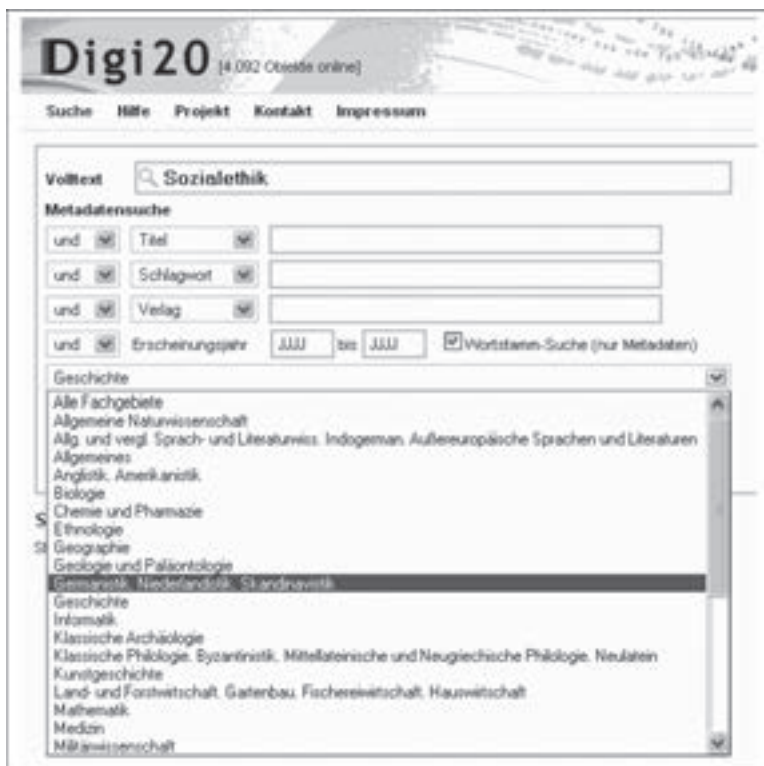 Digi20 [4.092 Objekte online]
Suche Hilfe Projekt Kontakt Impressum
Volltext Sozialethik
Metadatensuche
und Titel
und Schlagwort
und Verlag
und Erscheinungsjahr JJJJ bis JJJJ Wortstamm-Suche (nur Metadaten)
Geschichte
Alle Fachgebiete
Allgemeine Naturwissenschaft
Allg. und vergl. Sprach- und Literaturwiss. Indogerman. Außereuropäische Sprachen und Literaturen
Allgemeines
Anglistik. Amerikanistik.
Biologie
Chemie und Pharmazie
S
Ethnologie
Geographie
Geologie und Paläontologie
Germanistik. Niederlandistik. Skandinavistik.
Geschichte
Informatik.
Klassische Archäologie
Klassische Philologie. Byzantinistik. Mittellateinische und Neugriechische Philologie. Neulatein
Kunstgeschichte
Land- und Forstwirtschaft. Gartenbau. Fischereiwirtschaft. Hauswirtschaft
Mathematik.
Medizin
Militärwissenschaft